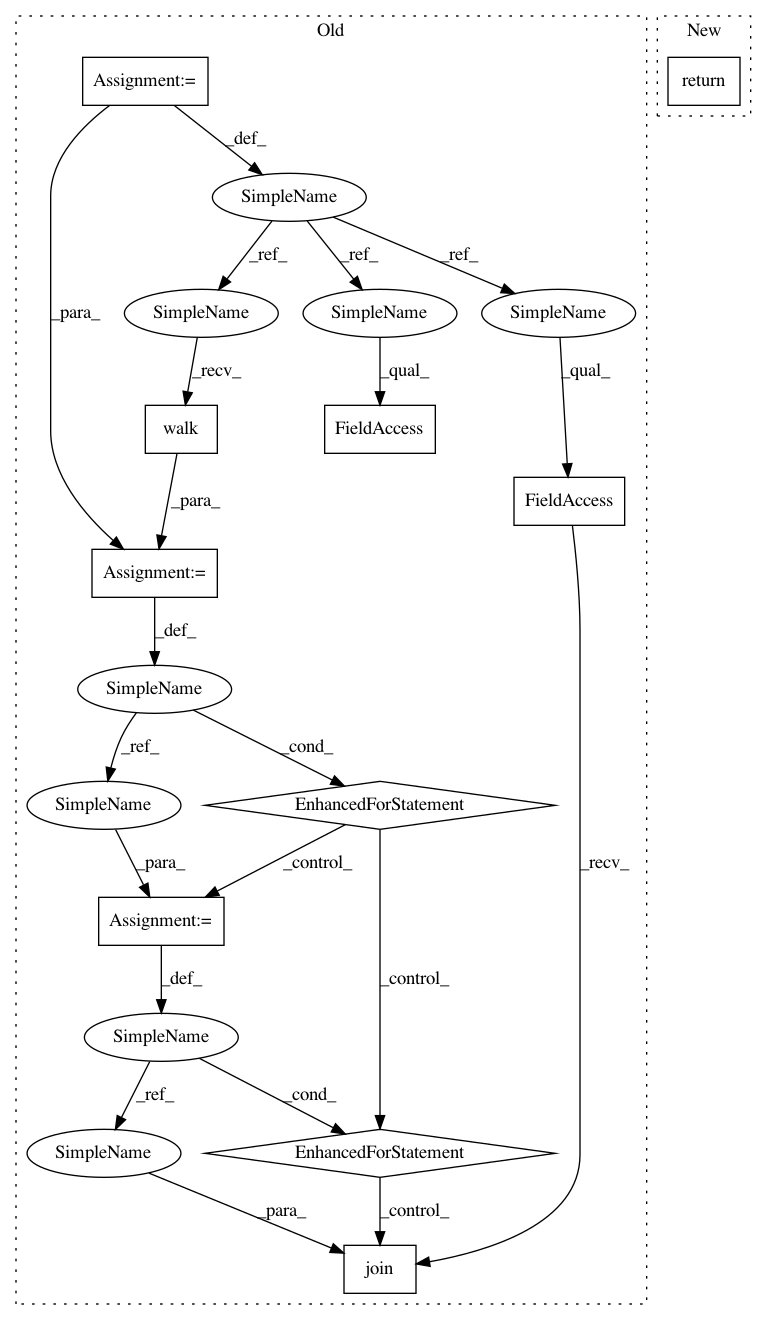 Old
New
Assignment:=
return
_def_
SimpleName
_ref_
_ref_
_ref_
_para_
SimpleName
SimpleName
SimpleName
_recv_
_qual_
_qual_
walk
FieldAccess
FieldAccess
_para_
Assignment:=
_def_
SimpleName
_ref_
_cond_
SimpleName
EnhancedForStatement
_para_
_control_
_recv_
Assignment:=
_def_
_control_
SimpleName
_ref_
_cond_
SimpleName
EnhancedForStatement
_para_
_control_
join